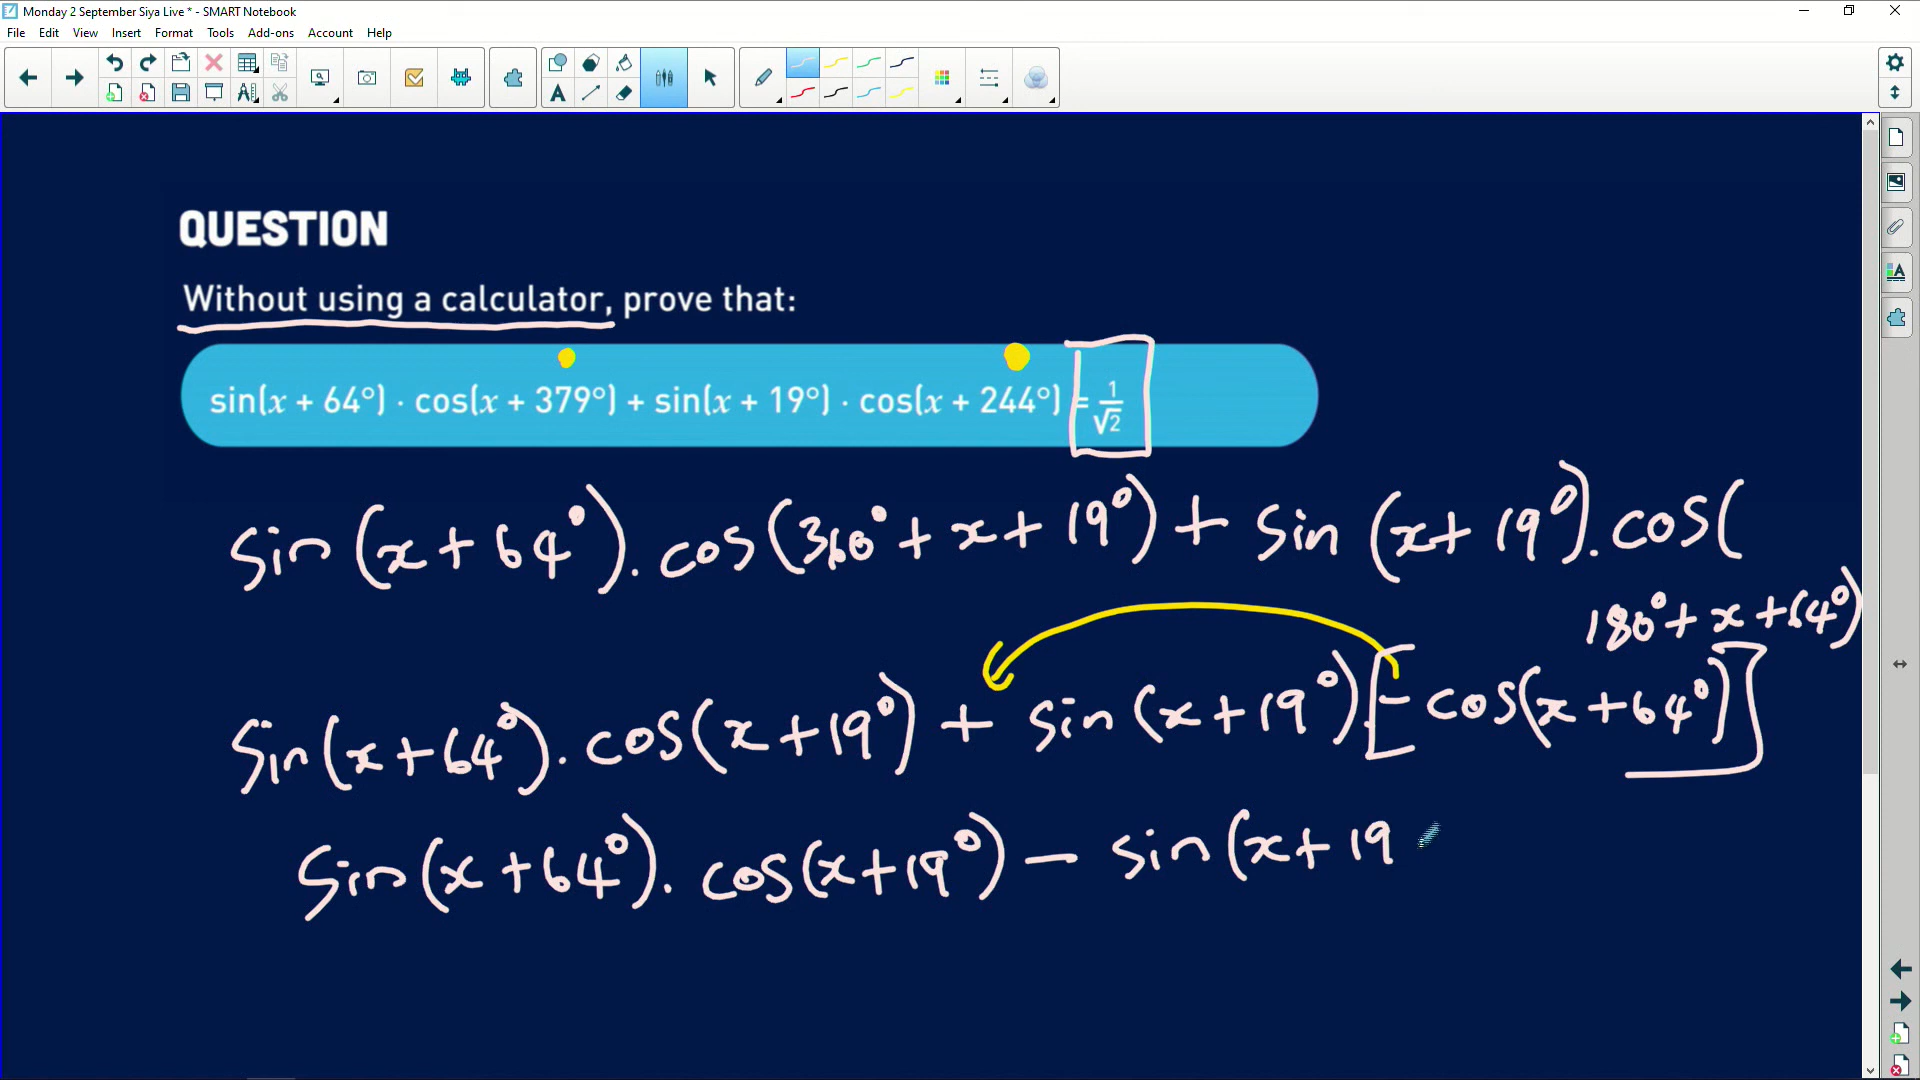 Monday 2 September Siya Live * - SMART Notebook
File Edit View Insert Format Tools Add-ons Account Help
QUESTION
Without using a calculator, prove that:
sin(x + 64°) · cos(x + 379°) + sin(x + 19°) · cos(x + 244°) = 1/√2
sin(x+64°).cos(360°+x+19°)+sin(x+19°).cos(
180°+x+64°)
sin(x+64°).cos(x+19°)+sin(x+19°).[-cos(x+64°)]
sin(x+64°).cos(x+19°)-sin(x+19